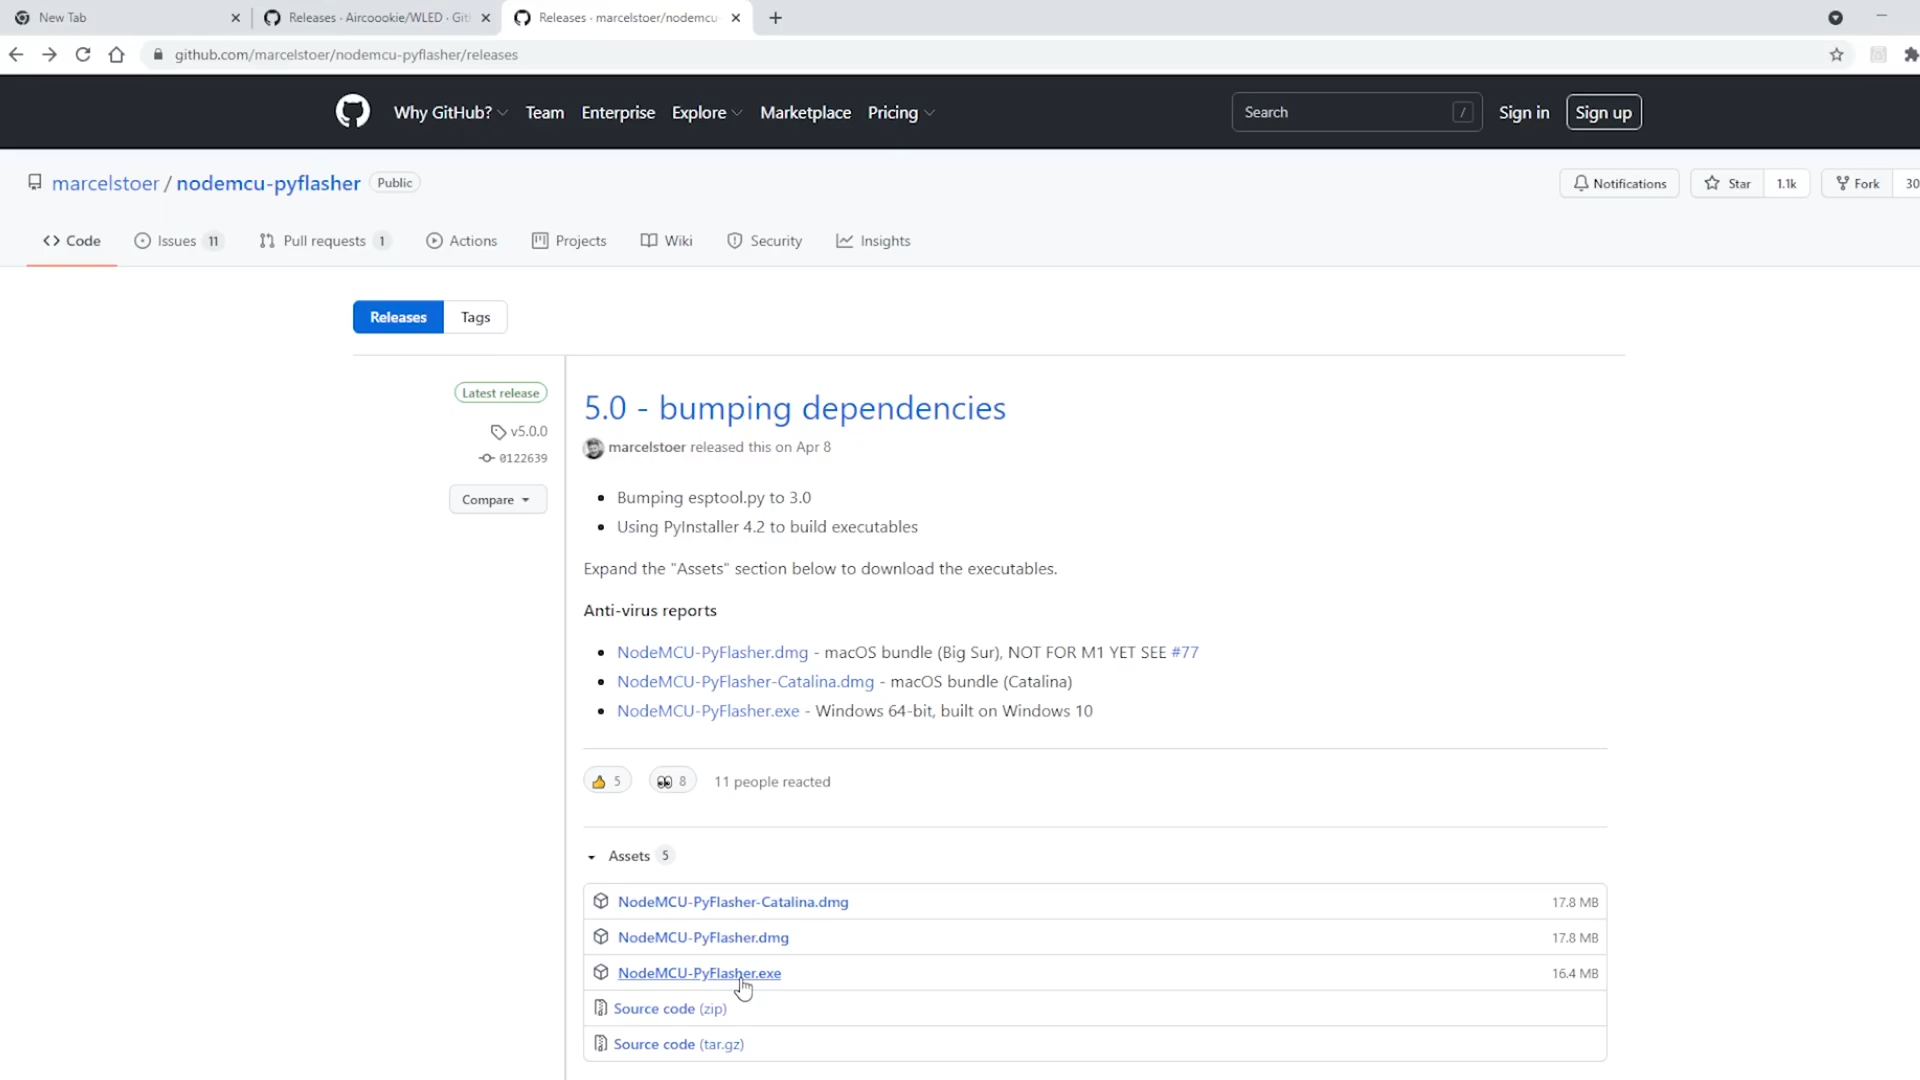 New Tab
Releases · Aircoookie/WLED · Git
Releases · marcelstoer/nodemcu-
github.com/marcelstoer/nodemcu-pyflasher/releases
Why GitHub? Team Enterprise Explore Marketplace Pricing Search / Sign in Sign up
marcelstoer / nodemcu-pyflasher Public Notifications Star 1.1k Fork 30
Code Issues 11 Pull requests 1 Actions Projects Wiki Security Insights
Releases Tags
Latest release
v5.0.0
0122639
Compare
5.0 - bumping dependencies
marcelstoer released this on Apr 8
Bumping esptool.py to 3.0
Using PyInstaller 4.2 to build executables
Expand the "Assets" section below to download the executables.
Anti-virus reports
NodeMCU-PyFlasher.dmg - macOS bundle (Big Sur), NOT FOR M1 YET SEE #77
NodeMCU-PyFlasher-Catalina.dmg - macOS bundle (Catalina)
NodeMCU-PyFlasher.exe - Windows 64-bit, built on Windows 10
5 8 11 people reacted
Assets 5
NodeMCU-PyFlasher-Catalina.dmg 17.8 MB
NodeMCU-PyFlasher.dmg 17.8 MB
NodeMCU-PyFlasher.exe 16.4 MB
Source code (zip)
Source code (tar.gz)